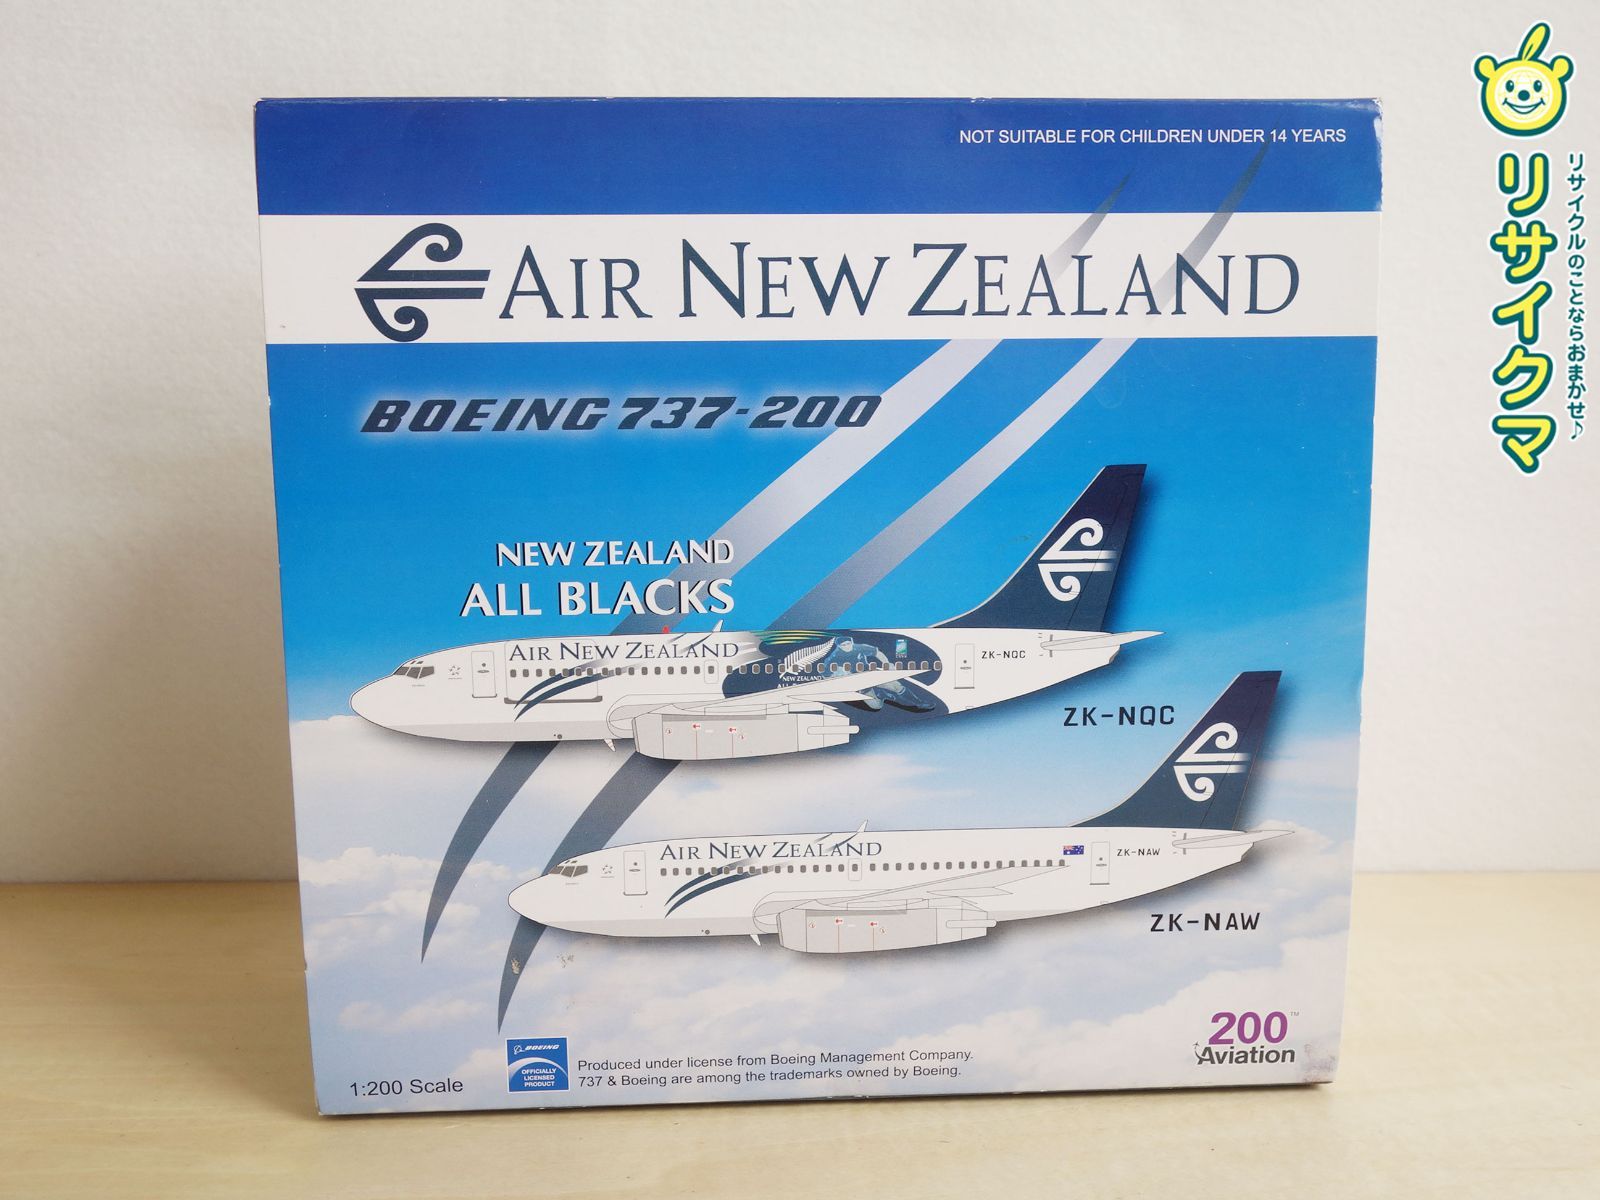 NOT SUITABLE FOR CHILDREN UNDER 14 YEARS
AIR NEW ZEALAND
BOEING 737-200
NEW ZEALAND
ALL BLACKS
AIR NEW ZEALAND
NEW ZEALAND
ZK-NQC
ZK-NQC
AIR NEW ZEALAND
ZK-NAW
ZK-NAW
1:200 Scale
BOEING
OFFICIALLY
LICENSED
PRODUCT
Produced under license from Boeing Management Company.
737 & Boeing are among the trademarks owned by Boeing.
200™
Aviation
リサイクマ
リサイクルのことならおまかせ♪